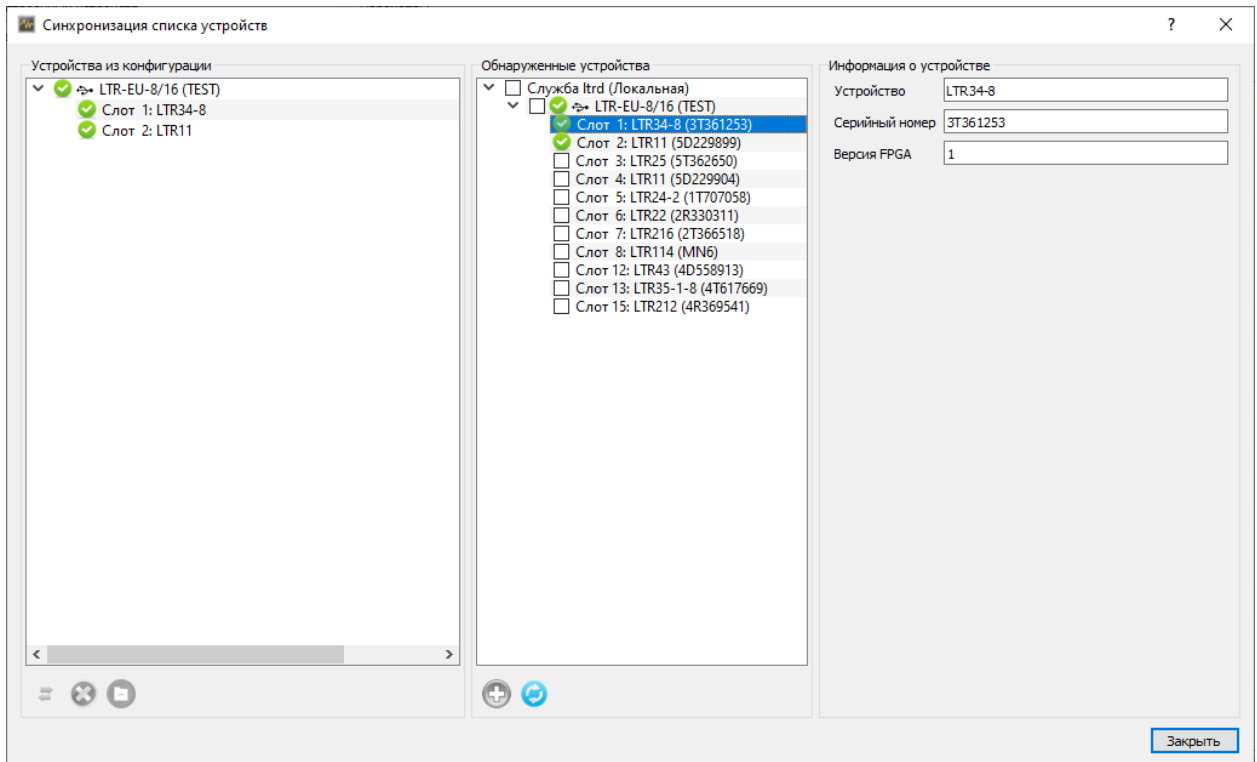 Синхронизация списка устройств
Устройства из конфигурации
LTR-EU-8/16 (TEST)
Слот 1: LTR34-8
Слот 2: LTR11
Обнаруженные устройства
Служба ltrd (Локальная)
LTR-EU-8/16 (TEST)
Слот 1: LTR34-8 (3T361253)
Слот 2: LTR11 (5D229899)
Слот 3: LTR25 (5T362650)
Слот 4: LTR11 (5D229904)
Слот 5: LTR24-2 (1T707058)
Слот 6: LTR22 (2R330311)
Слот 7: LTR216 (2T366518)
Слот 8: LTR114 (MN6)
Слот 12: LTR43 (4D558913)
Слот 13: LTR35-1-8 (4T617669)
Слот 15: LTR212 (4R369541)
Информация о устройстве
Устройство LTR34-8
Серийный номер 3T361253
Версия FPGA 1
Закрыть